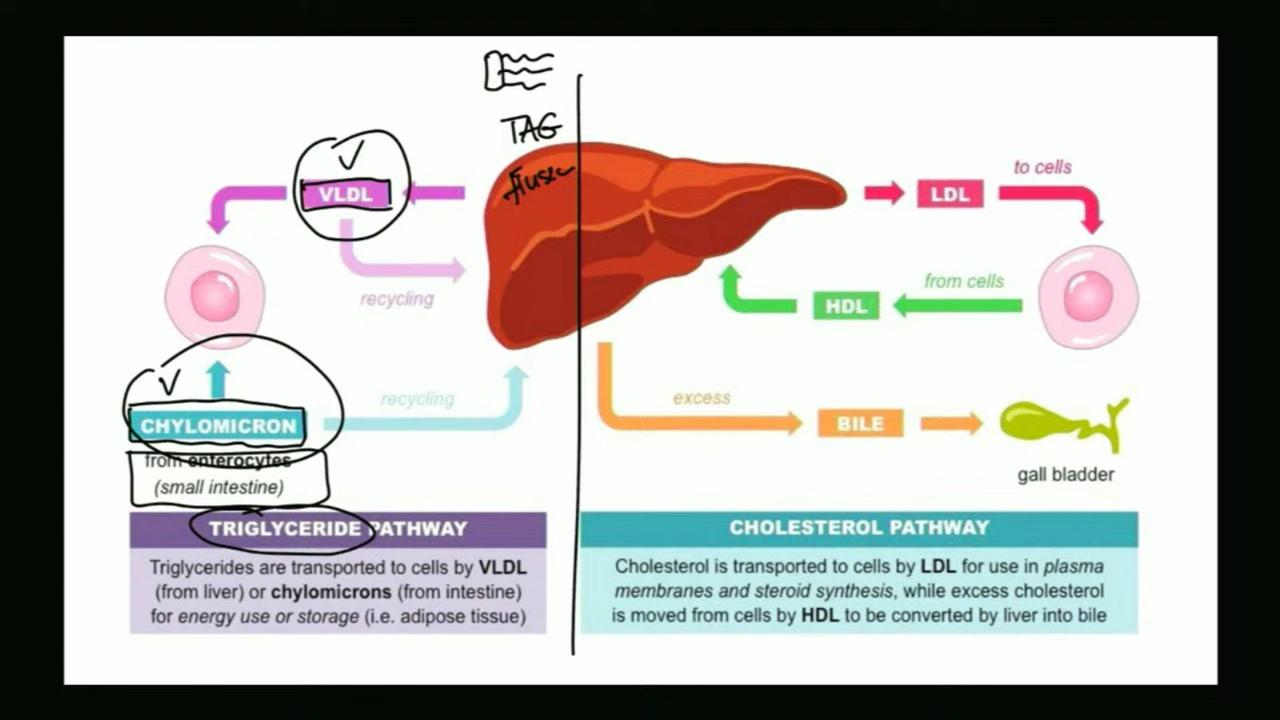 TAG
VLDL
recycling
CHYLOMICRON
recycling
from enterocytes
(small intestine)
TRIGLYCERIDE PATHWAY
Triglycerides are transported to cells by VLDL
(from liver) or chylomicrons (from intestine)
for energy use or storage (i.e. adipose tissue)
to cells
LDL
from cells
HDL
excess
BILE
gall bladder
CHOLESTEROL PATHWAY
Cholesterol is transported to cells by LDL for use in plasma
membranes and steroid synthesis, while excess cholesterol
is moved from cells by HDL to be converted by liver into bile